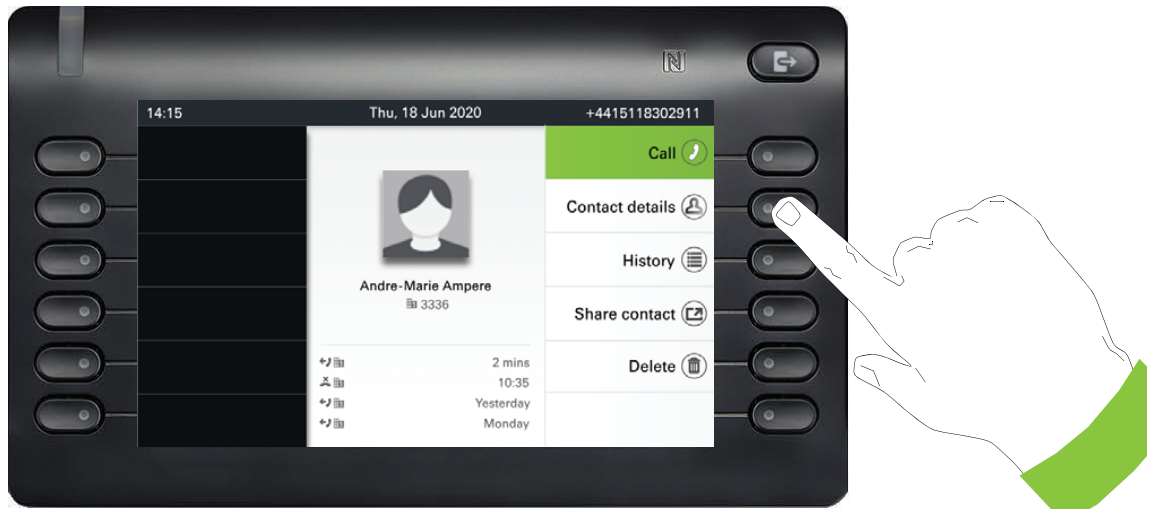 14:15 Thu, 18 Jun 2020 +4415118302911
Call
Contact details
History
Share contact
Delete
Andre-Marie Ampere
3336
2 mins
10:35
Yesterday
Monday